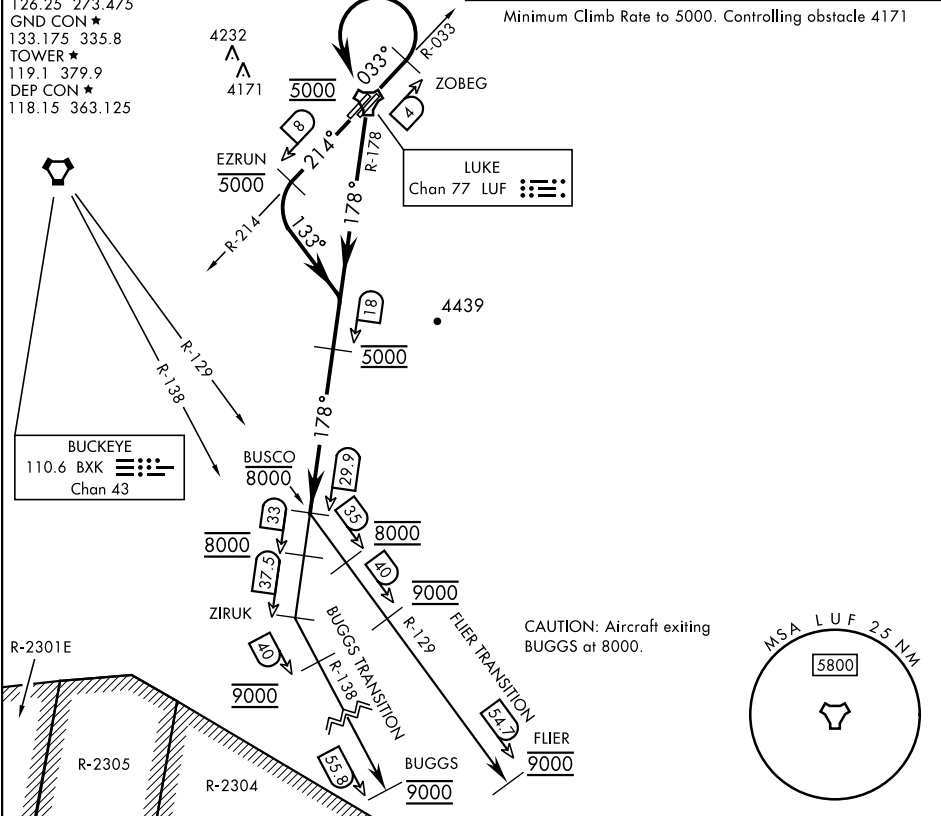 126.25 273.475
GND CON ★
133.175 335.8
TOWER ★
119.1 379.9
DEP CON ★
118.15 363.125
Minimum Climb Rate to 5000. Controlling obstacle 4171
4232
4171
5000
033°
R-033
ZOBEG
4
8
214°
EZRUN
5000
R-214
133°
R-178
178°
LUKE
Chan 77 LUF
18
4439
5000
R-129
R-138
178°
BUCKEYE
110.6 BXK
Chan 43
BUSCO
8000
29.9
33
35
8000
8000
37.5
40
9000
ZIRUK
R-129
FLIER TRANSITION
BUGGS TRANSITION
40
R-138
9000
CAUTION: Aircraft exiting
BUGGS at 8000.
MSA LUF 25 NM
5800
R-2301E
R-2305
R-2304
54.7
FLIER
9000
55.8
BUGGS
9000